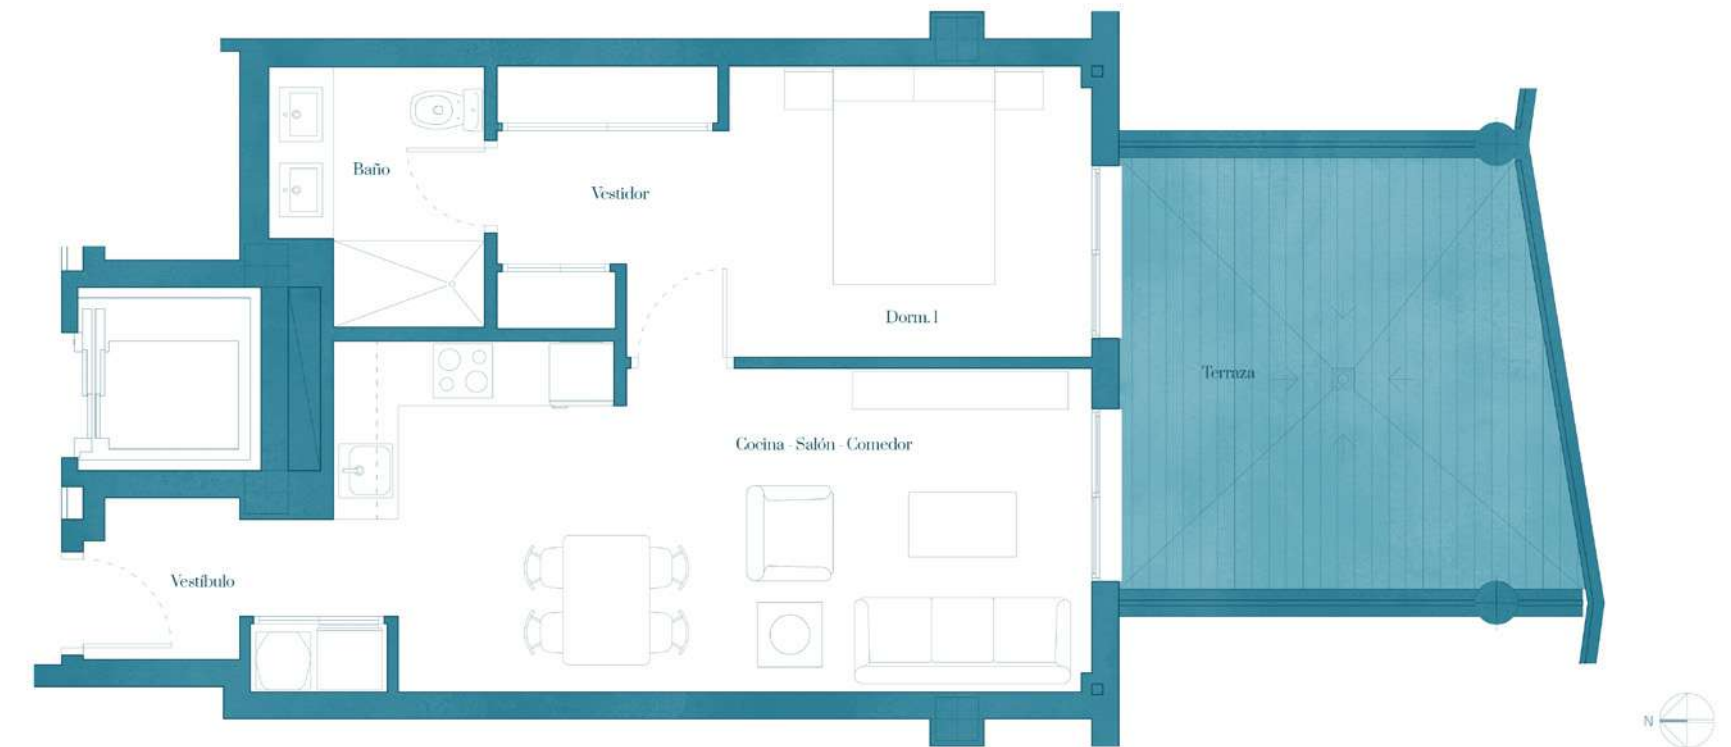 Baño
Vestidor
Dorm. 1
Terraza
Cocina - Salón - Comedor
Vestíbulo
N